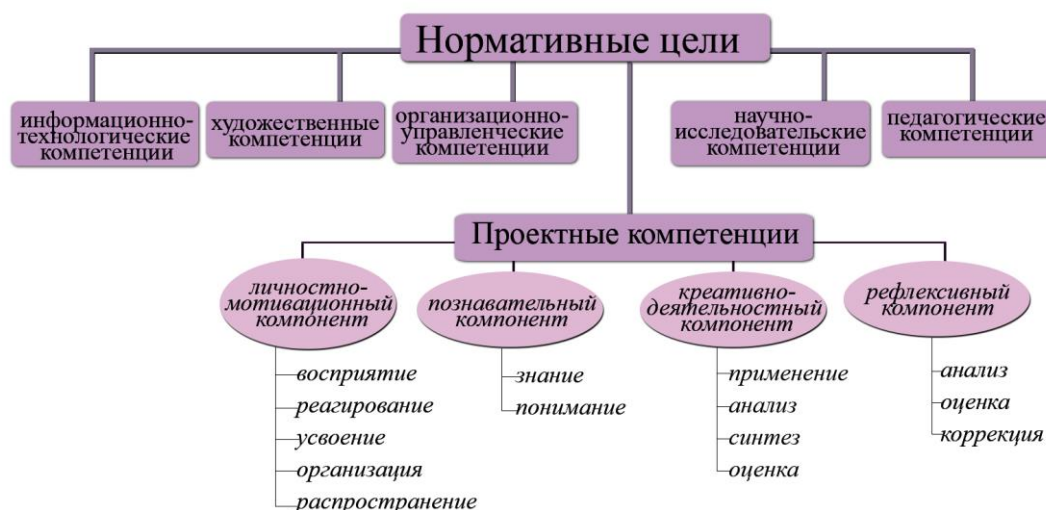 Нормативные цели
информационно-
технологические
компетенции
художественные
компетенции
организационно-
управленческие
компетенции
научно-
исследовательские
компетенции
педагогические
компетенции
Проектные компетенции
личностно-
мотивационный
компонент
восприятие
реагирование
усвоение
организация
распространение
познавательный
компонент
знание
понимание
креативно-
деятельностный
компонент
применение
анализ
синтез
оценка
рефлексивный
компонент
анализ
оценка
коррекция